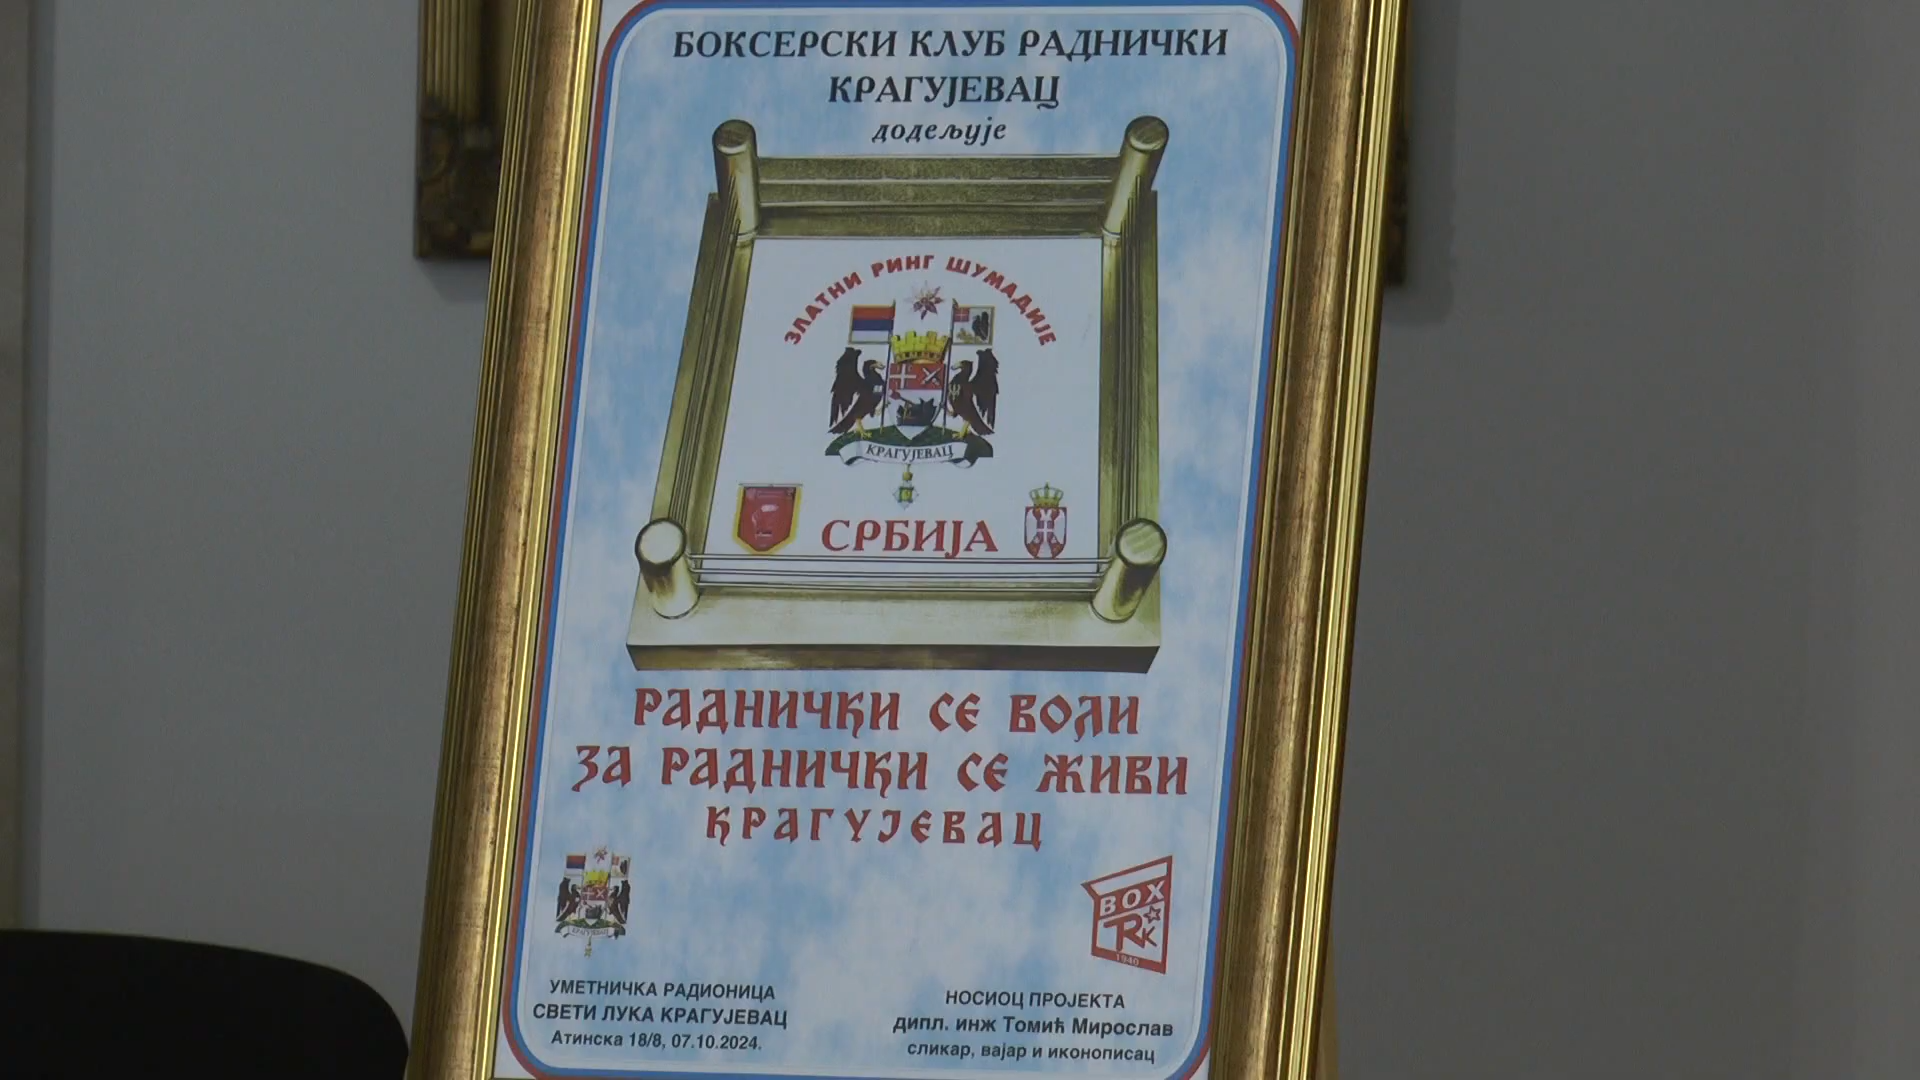 БОКСЕРСКИ КЛУБ РАДНИЧКИ
КРАГУЈЕВАЦ
додељује
ЗЛАТНИ РИНГ ШУМАДИЈЕ
КРАГУЈЕВАЦ
СРБИЈА
РАДНИЧКИ СЕ ВОЛИ
ЗА РАДНИЧКИ СЕ ЖИВИ
КРАГУЈЕВАЦ
КРАГУЈЕВАЦ
BOX
RK
1940
УМЕТНИЧКА РАДИОНИЦА
СВЕТИ ЛУКА КРАГУЈЕВАЦ
Атинска 18/8, 07.10.2024.
НОСИОЦ ПРОЈЕКТА
дипл. инж Томић Мирослав
сликар, вајар и иконописац